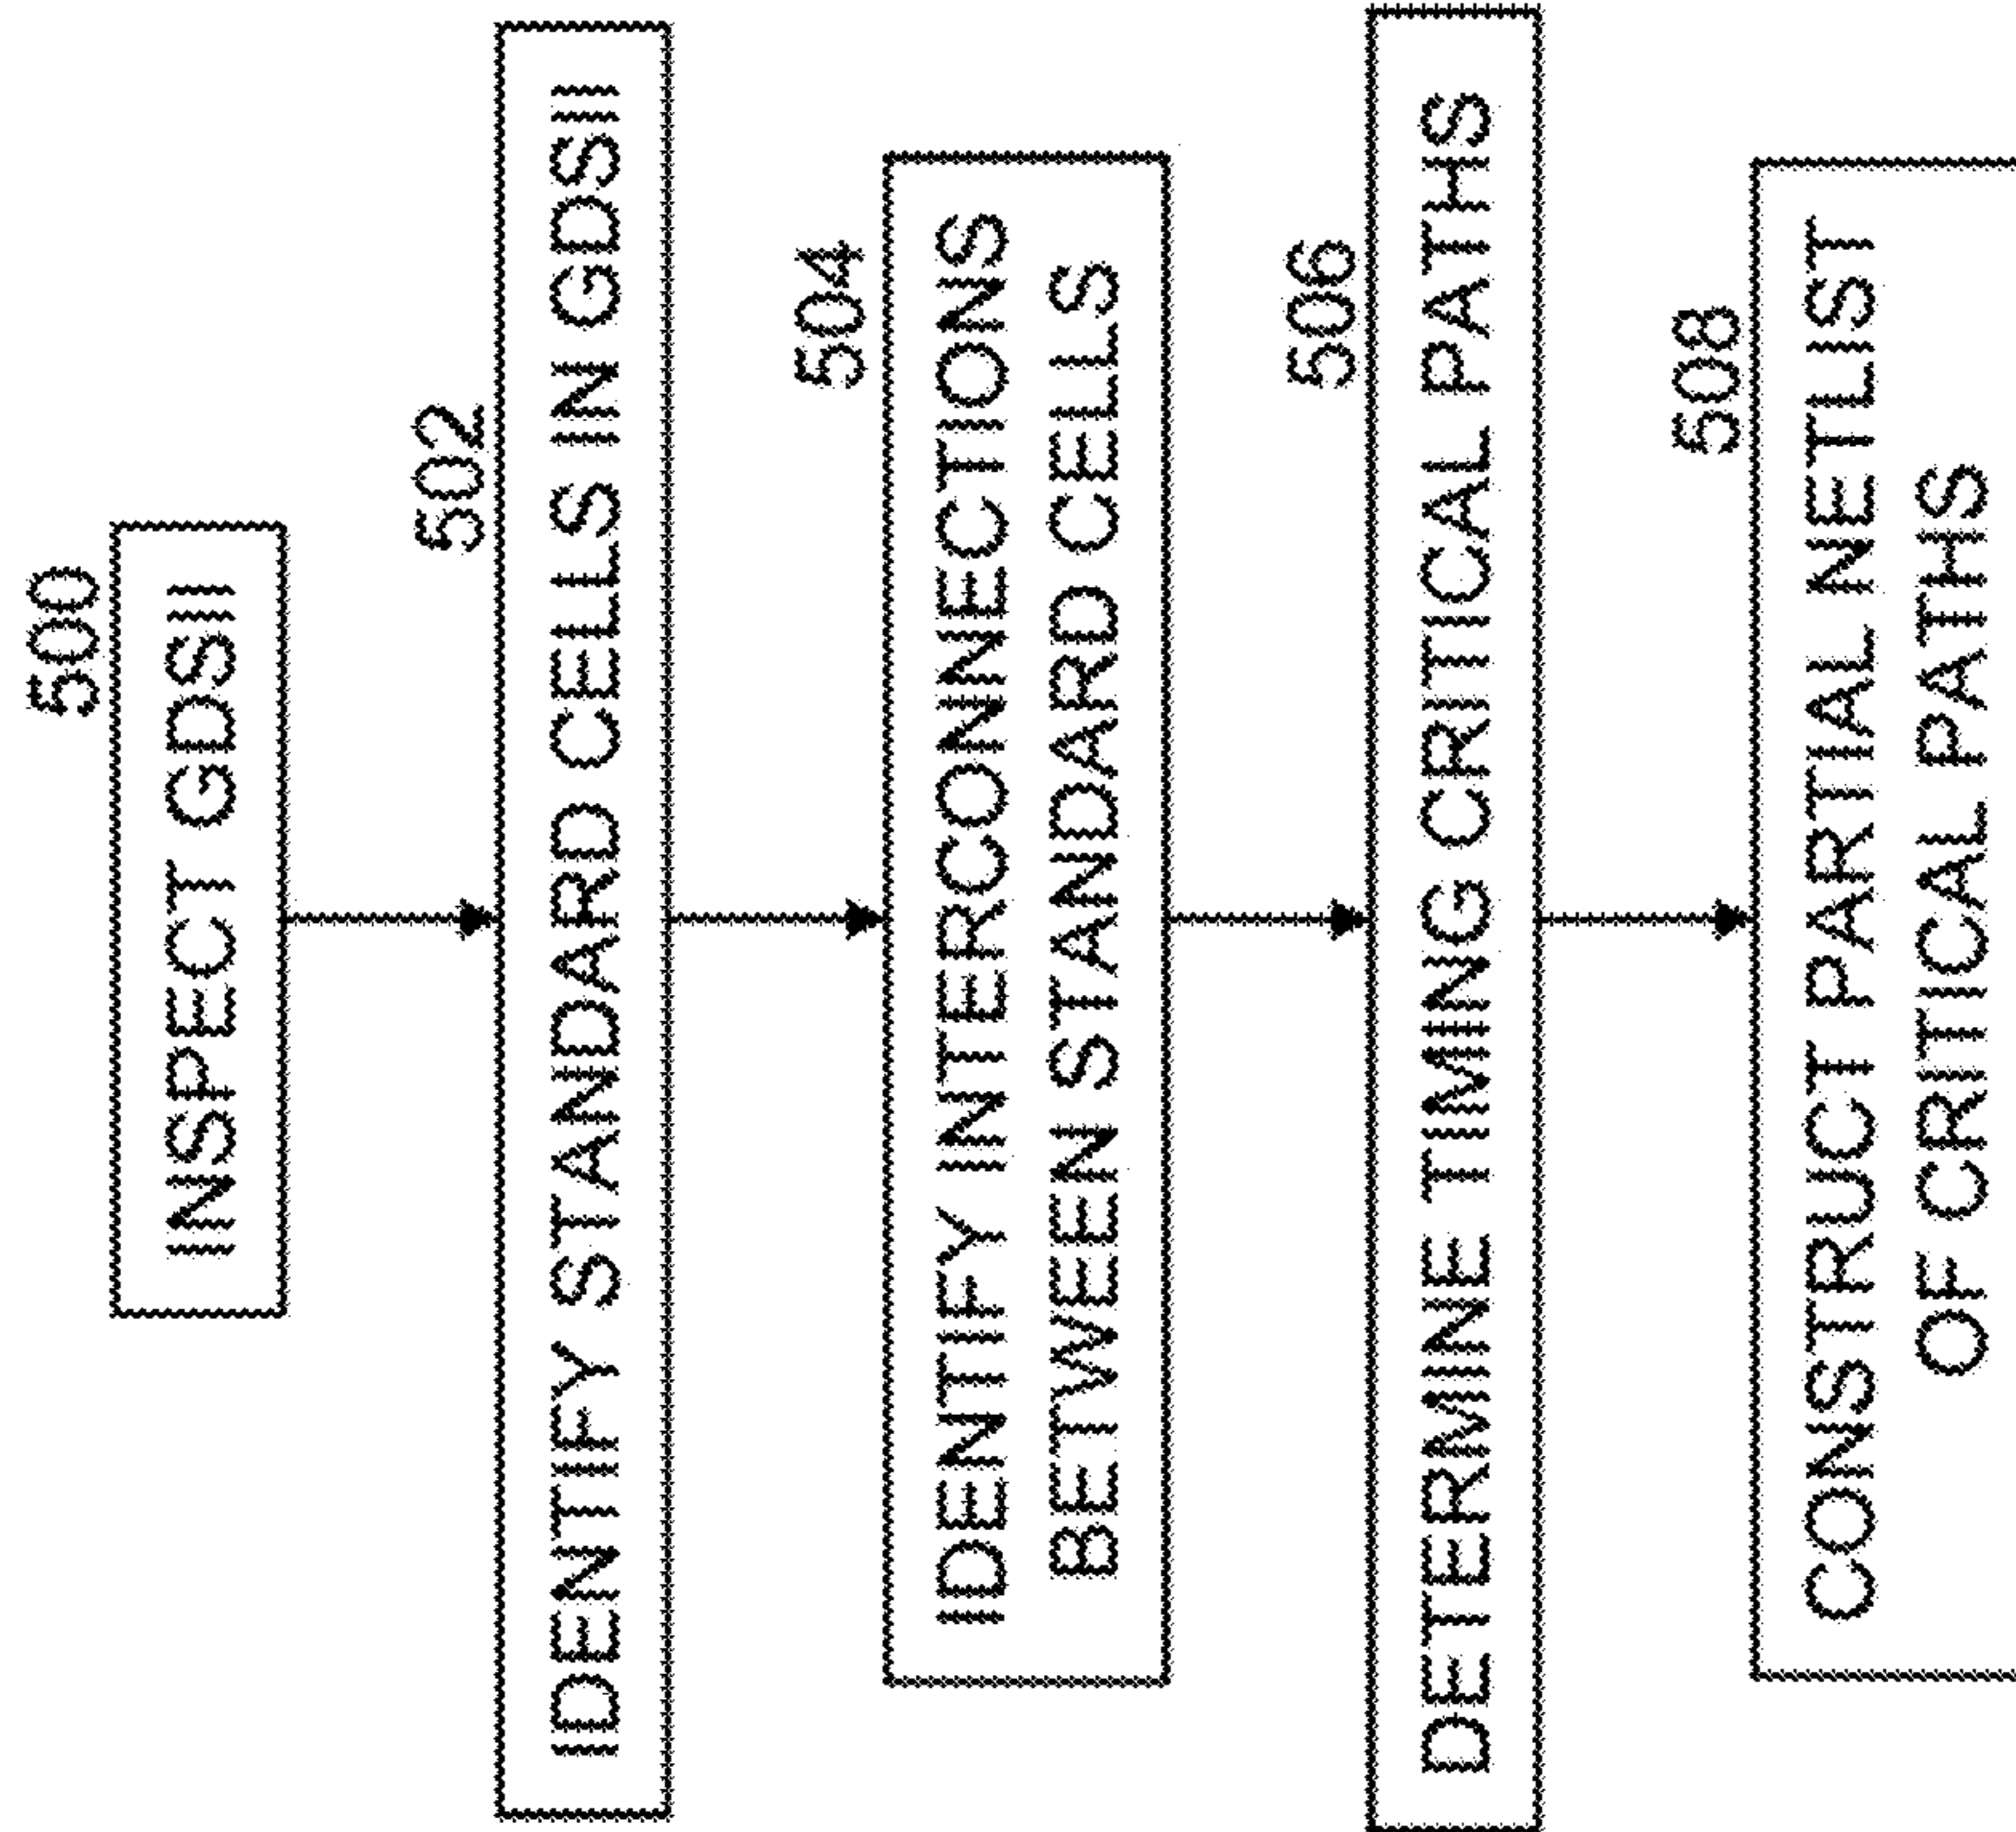 500
INSPECT GDSII
502
IDENTIFY STANDARD CELLS IN GDSII
504
IDENTIFY INTERCONNECTIONS
BETWEEN STANDARD CELLS
506
DETERMINE TIMING CRITICAL PATHS
508
CONSTRUCT PARTIAL NETLIST
OF CRITICAL PATHS